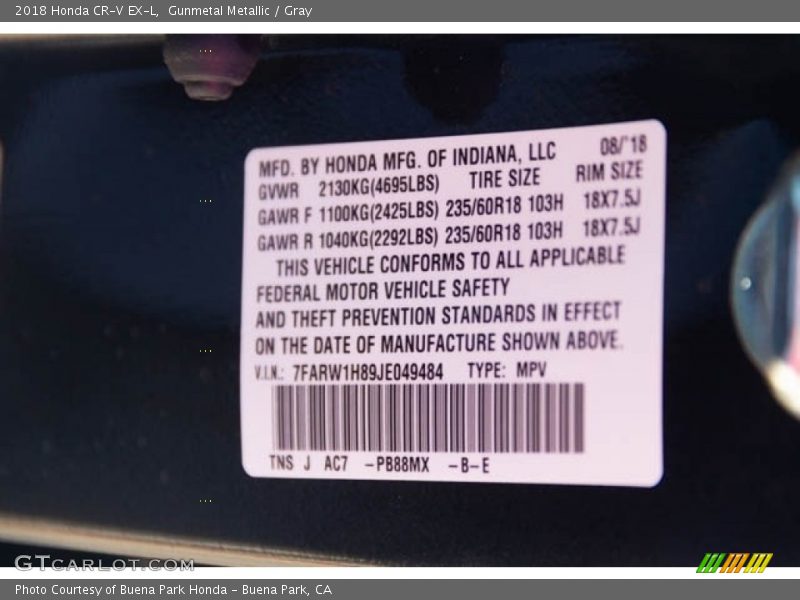 2018 Honda CR-V EX-L,  Gunmetal Metallic / Gray
MFD. BY HONDA MFG. OF INDIANA, LLC 08/'18
GVWR 2130KG(4695LBS) TIRE SIZE RIM SIZE
GAWR F 1100KG(2425LBS) 235/60R18 103H 18X7.5J
GAWR R 1040KG(2292LBS) 235/60R18 103H 18X7.5J
THIS VEHICLE CONFORMS TO ALL APPLICABLE
FEDERAL MOTOR VEHICLE SAFETY
AND THEFT PREVENTION STANDARDS IN EFFECT
ON THE DATE OF MANUFACTURE SHOWN ABOVE.
V.I.N.: 7FARW1H89JE049484 TYPE: MPV
TNS J AC7 -PB88MX -B-E
GTcarlot.com
Photo Courtesy of Buena Park Honda - Buena Park, CA